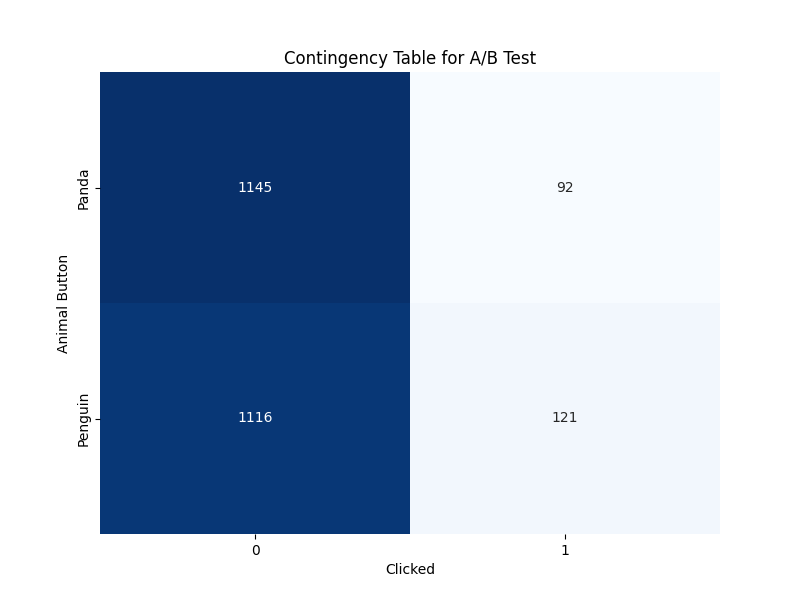 Contingency Table for A/B Test
Animal Button
Panda
1145
92
Penguin
1116
121
0
1
Clicked